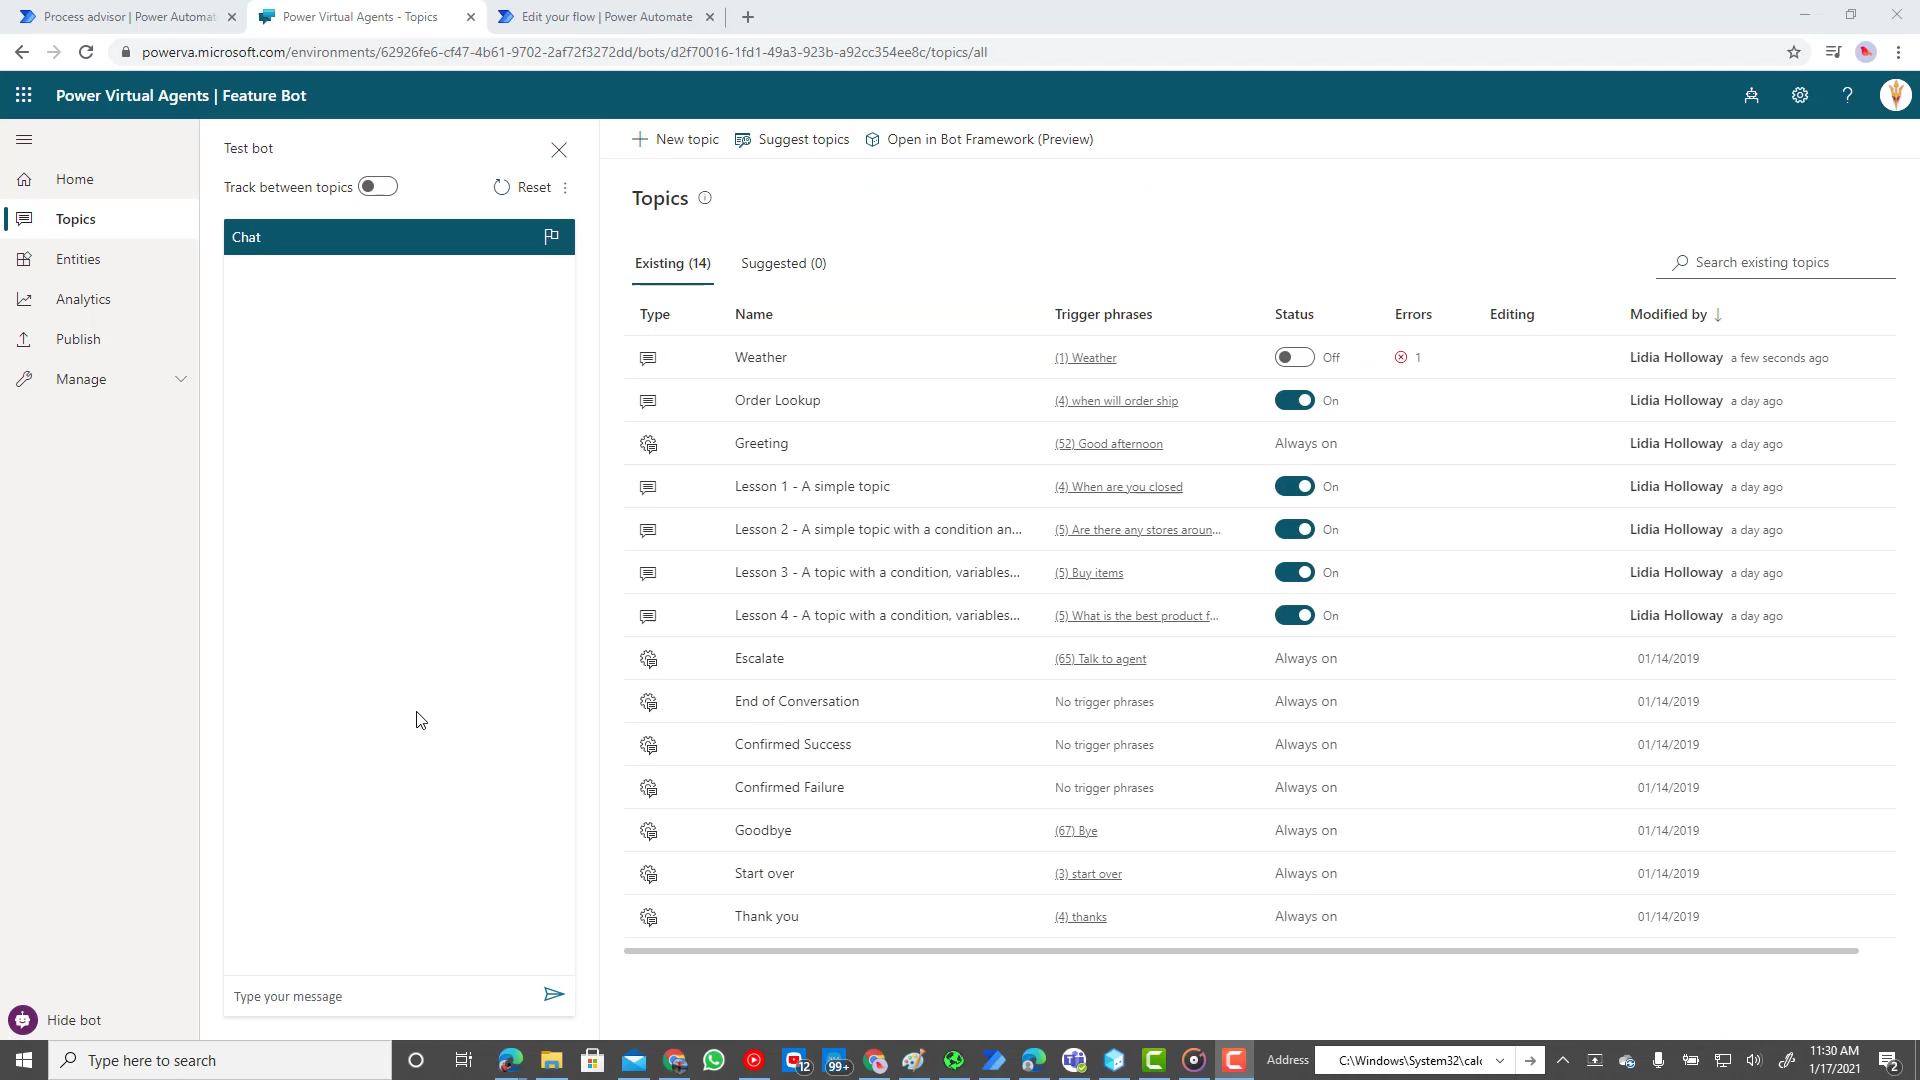 Process advisor | Power Automat
Power Virtual Agents - Topics
Edit your flow | Power Automate
powerva.microsoft.com/environments/62926fe6-cf47-4b61-9702-2af72f3272dd/bots/d2f70016-1fd1-49a3-923b-a92cc354ee8c/topics/all
Power Virtual Agents | Feature Bot
Home
Topics
Entities
Analytics
Publish
Manage
Hide bot
Test bot
Track between topics
Reset
Chat
Type your message
New topic
Suggest topics
Open in Bot Framework (Preview)
Topics
Existing (14)
Suggested (0)
Search existing topics
Type Name Trigger phrases Status Errors Editing Modified by ↓
Weather (1) Weather Off 1 Lidia Holloway a few seconds ago
Order Lookup (4) when will order ship On Lidia Holloway a day ago
Greeting (52) Good afternoon Always on Lidia Holloway a day ago
Lesson 1 - A simple topic (4) When are you closed On Lidia Holloway a day ago
Lesson 2 - A simple topic with a condition an... (5) Are there any stores aroun... On Lidia Holloway a day ago
Lesson 3 - A topic with a condition, variables... (5) Buy items On Lidia Holloway a day ago
Lesson 4 - A topic with a condition, variables... (5) What is the best product f... On Lidia Holloway a day ago
Escalate (65) Talk to agent Always on 01/14/2019
End of Conversation No trigger phrases Always on 01/14/2019
Confirmed Success No trigger phrases Always on 01/14/2019
Confirmed Failure No trigger phrases Always on 01/14/2019
Goodbye (67) Bye Always on 01/14/2019
Start over (3) start over Always on 01/14/2019
Thank you (4) thanks Always on 01/14/2019
Type here to search
12
99+
Address
C:\Windows\System32\calc
11:30 AM
1/17/2021
2